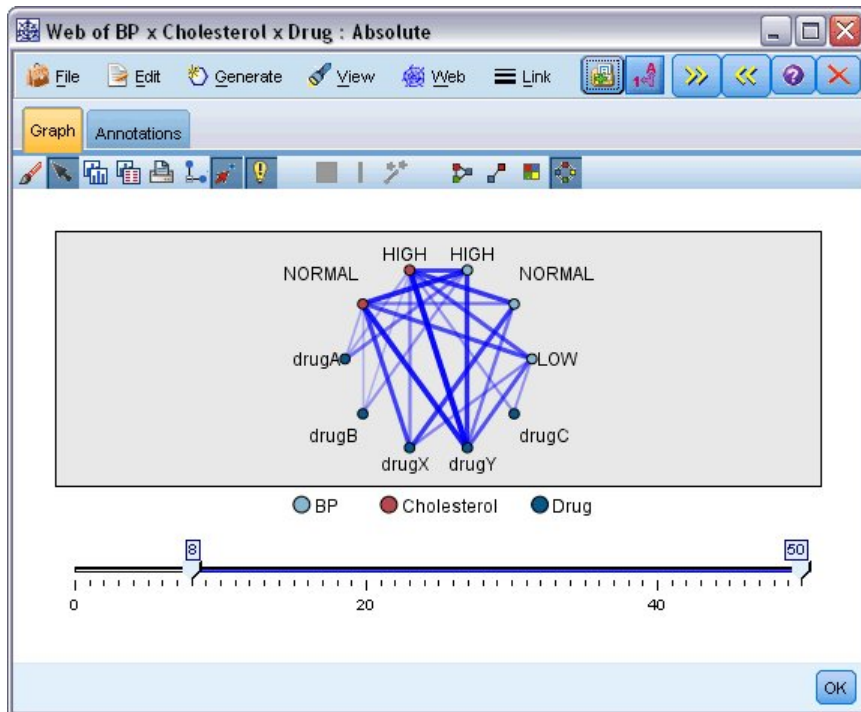 Web of BP x Cholesterol x Drug : Absolute
File Edit Generate View Web Link
Graph Annotations
HIGH HIGH
NORMAL NORMAL
drugA LOW
drugB drugC
drugX drugY
BP Cholesterol Drug
8 50
0 20 40
OK